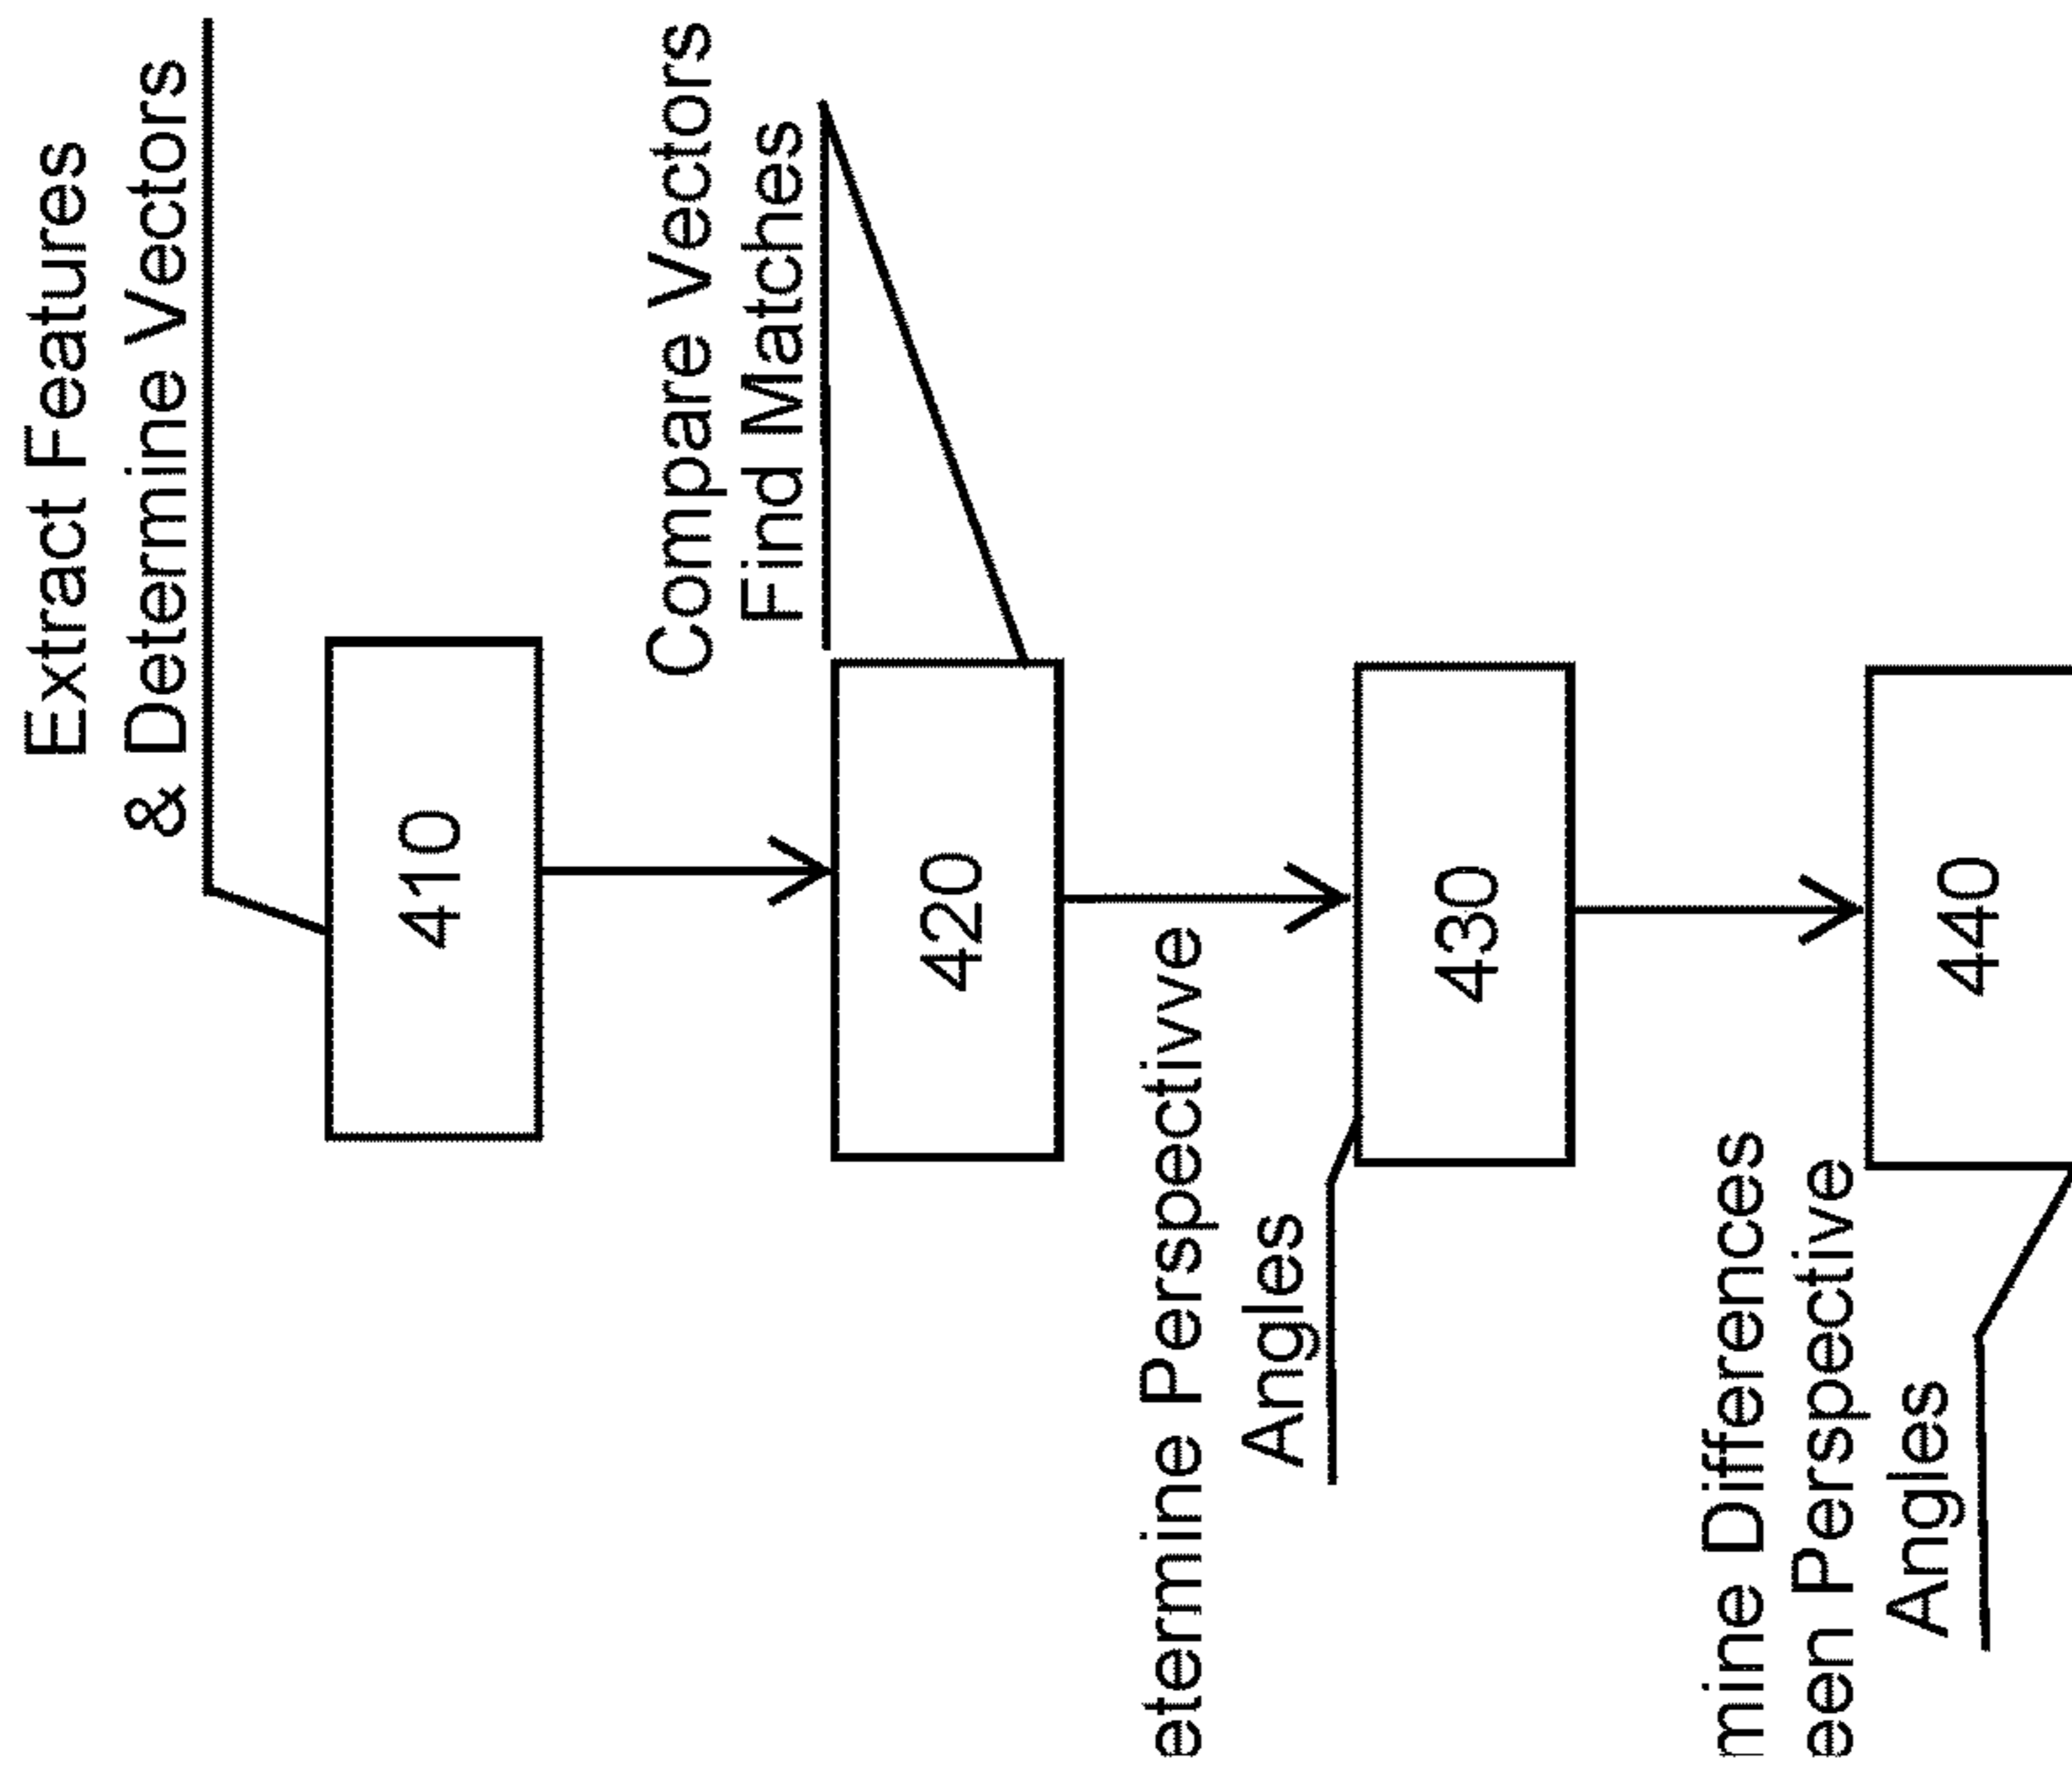 Extract Features
& Determine Vectors
410
Compare Vectors
Find Matches
420
etermine Perspectivve
Angles
430
mine Differences
een Perspective
Angles
440